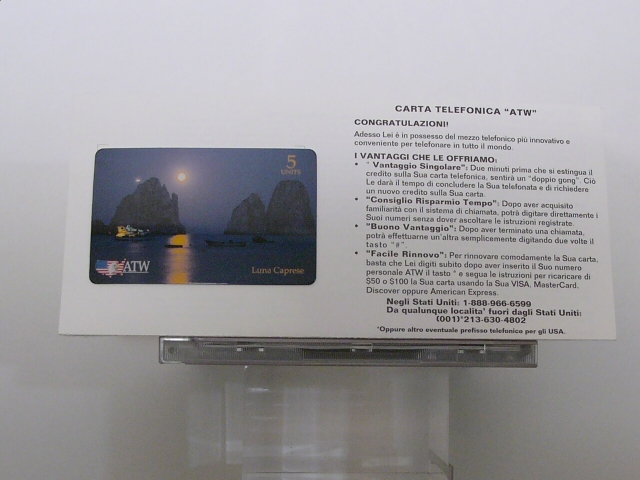 5
UNITS
ATW
Luna Caprese
CARTA TELEFONICA "ATW"
CONGRATULAZIONI!
Adesso Lei è in possesso del mezzo telefonico più innovativo e
conveniente per telefonare in tutto il mondo.
I VANTAGGI CHE LE OFFRIAMO:
• " Vantaggio Singolare": Due minuti prima che si estingua il
credito sulla Sua carta telefonica, sentirà un "doppio gong". Ciò
Le darà il tempo di concludere la Sua telefonata e di richiedere
un nuovo credito sulla Sua carta.
• "Consiglio Risparmio Tempo": Dopo aver acquisito
familiarità con il sistema di chiamata, potrà digitare direttamente i
Suoi numeri senza dover ascoltare le istruzioni registrate
• "Buono Vantaggio": Dopo aver terminato una chiamata,
potrà effettuarne un'altra semplicemente digitando due volte il
tasto "#".
• "Facile Rinnovo": Per rinnovare comodamente la Sua carta,
basta che Lei digiti subito dopo aver inserito il Suo numero
personale ATW il tasto * e segua le istruzioni per ricaricare di
$50 o $100 la Sua carta usando la Sua VISA, MasterCard,
Discover oppure American Express.
Negli Stati Uniti: 1-888-966-6599
Da qualunque localita' fuori dagli Stati Uniti:
(001)*213-630-4802
*Oppure altro eventuale prefisso telefonico per gli USA.